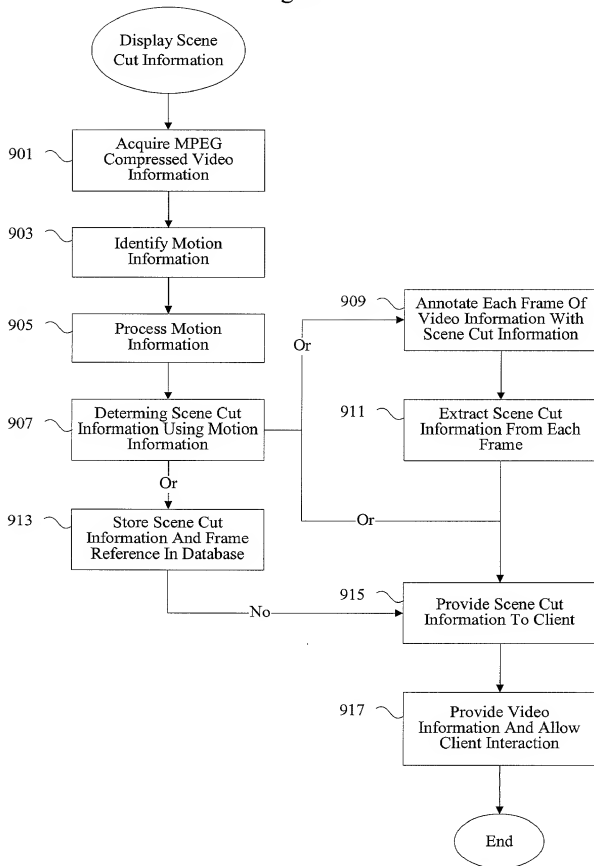 Display Scene
Cut Information
901
Acquire MPEG
Compressed Video
Information
903
Identify Motion
Information
905
Process Motion
Information
907
Determing Scene Cut
Information Using Motion
Information
Or
913
Store Scene Cut
Information And Frame
Reference In Database
No
Or
909
Annotate Each Frame Of
Video Information With
Scene Cut Information
911
Extract Scene Cut
Information From Each
Frame
Or
915
Provide Scene Cut
Information To Client
917
Provide Video
Information And Allow
Client Interaction
End